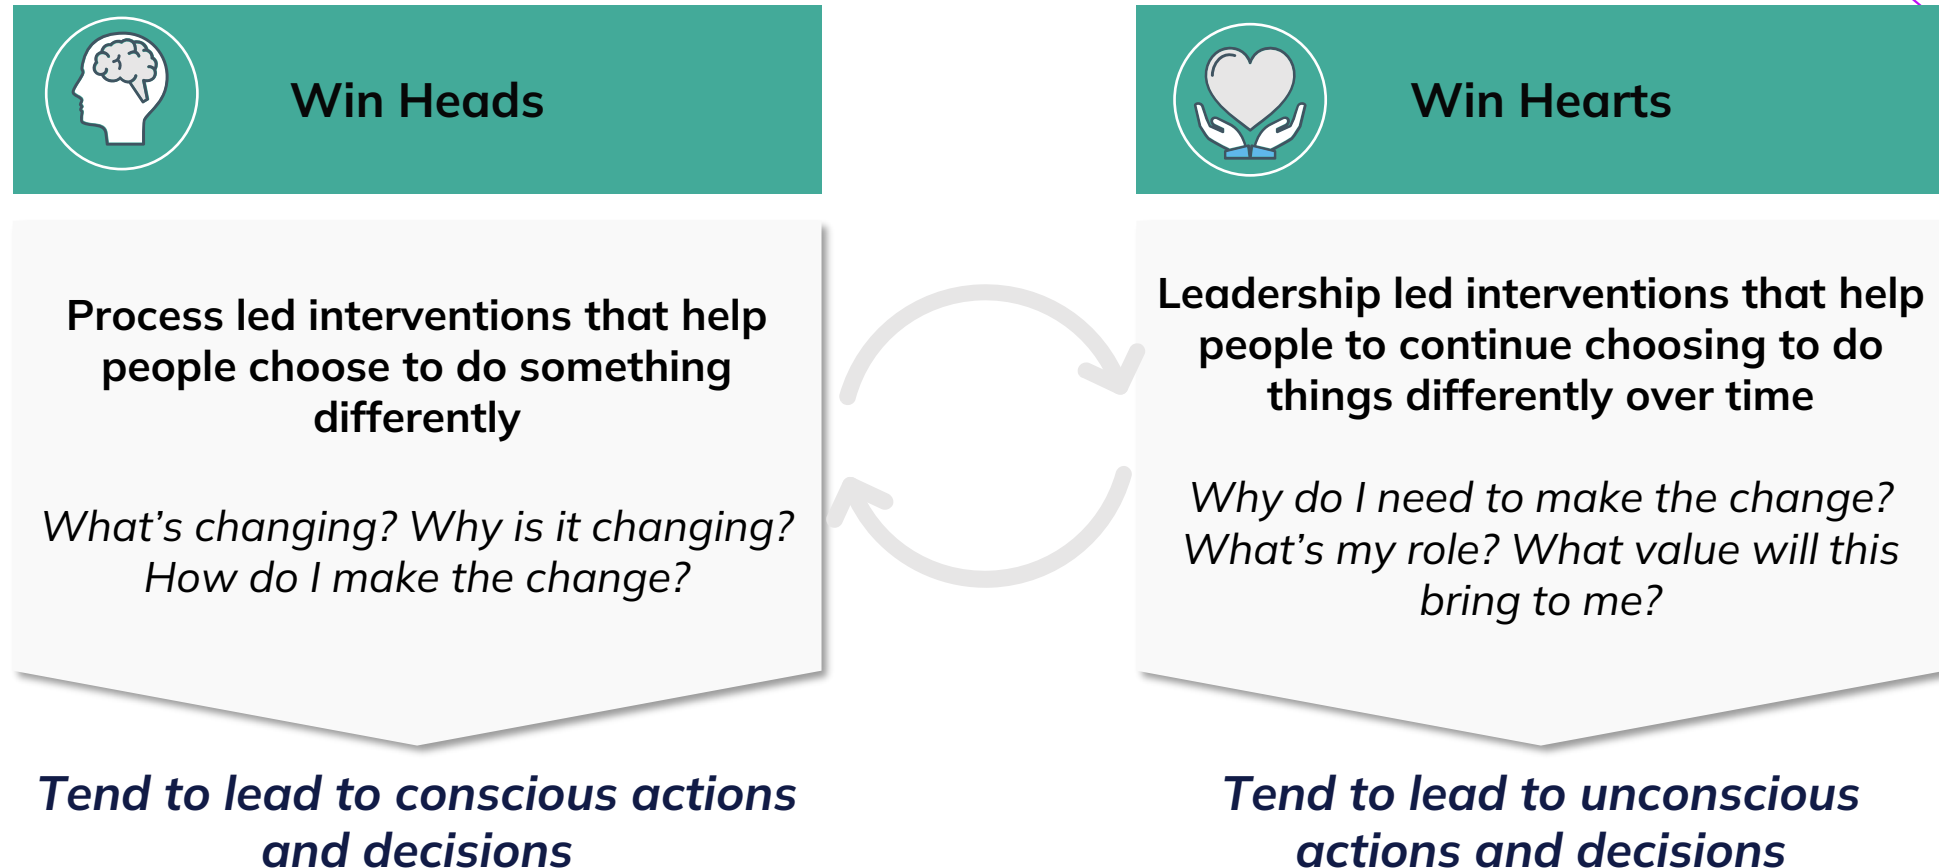 Win Heads
Process led interventions that help
people choose to do something
differently
What’s changing? Why is it changing?
How do I make the change?
Tend to lead to conscious actions
and decisions
Win Hearts
Leadership led interventions that help
people to continue choosing to do
things differently over time
Why do I need to make the change?
What’s my role? What value will this
bring to me?
Tend to lead to unconscious
actions and decisions